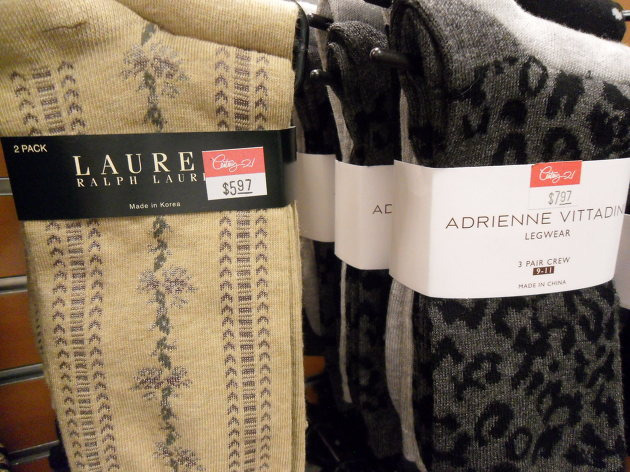 2 PACK
LAURE
RALPH LAUR
Century 21
$5.97
Made in Korea
AD
Century 21
$7.97
ADRIENNE VITTADIN
LEGWEAR
3 PAIR CREW
9-11
MADE IN CHINA